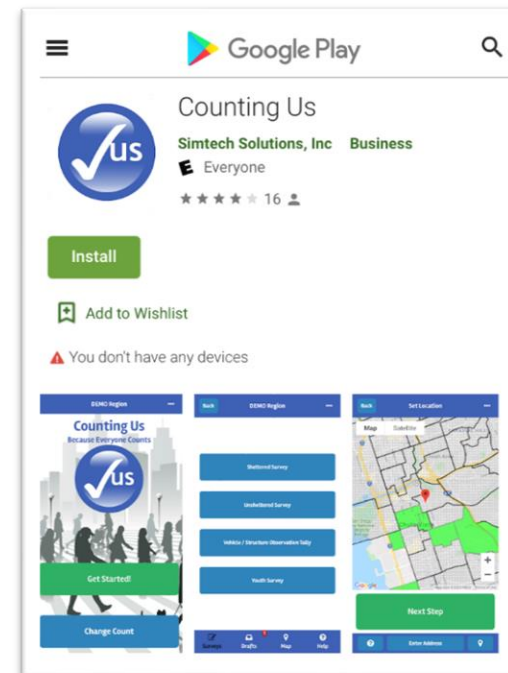 Google Play
Counting Us
Simtech Solutions, Inc Business
E Everyone
16
Install
Add to Wishlist
You don't have any devices
DEMO Region
Counting Us
Because Everyone Counts
us
Get Started!
Change Count
Back DEMO Region
Sheltered Survey
Unsheltered Survey
Vehicle / Structure Observation Tally
Youth Survey
Surveys Drafts Map Help
Back Set Location
Map Satellite
Next Step
Enter Address
us